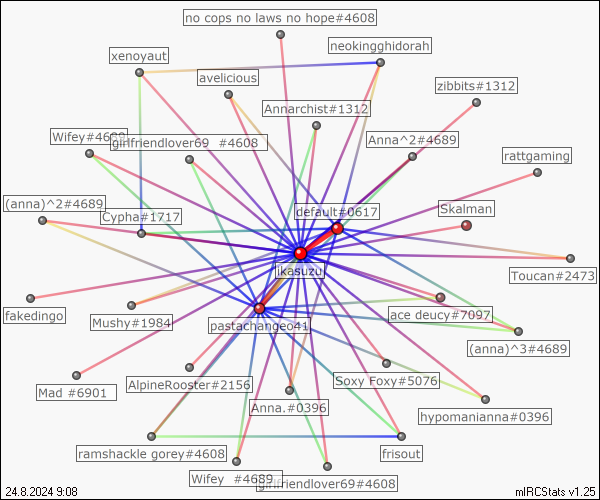 no cops no laws no hope#4608
neokingghidorah
xenoyaut
avelicious
zibbits#1312
Annarchist#1312
Wifey#4689
girlfriendlover69 #4608
Anna^2#4689
rattgaming
(anna)^2#4689
Cypha#1717
default#0617
Skalman
likasuzu
Toucan#2473
fakedingo
Mushy#1984
pastachangeo41
ace deucy#7097
(anna)^3#4689
Mad #6901
AlpineRooster#2156
Soxy Foxy#5076
Anna.#0396
hypomanianna#0396
ramshackle gorey#4608
frisout
Wifey #4689
girlfriendlover69#4608
24.8.2024 9:08
mIRCStats v1.25